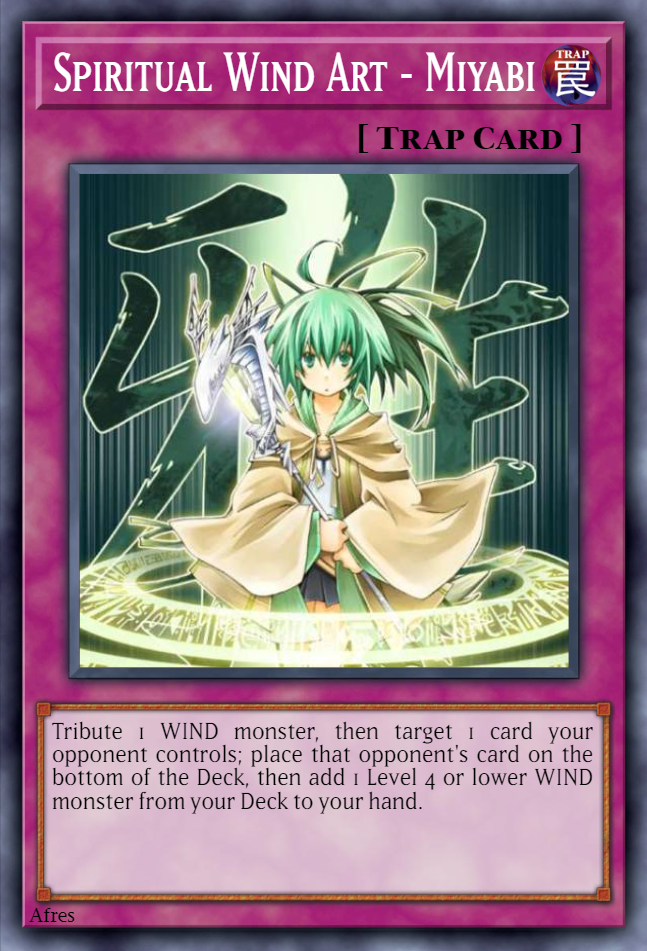 Spiritual Wind Art - Miyabi
TRAP
罠
[ Trap Card ]
雅
Tribute 1 WIND monster, then target 1 card your
opponent controls; place that opponent's card on the
bottom of the Deck, then add 1 Level 4 or lower WIND
monster from your Deck to your hand.
Afres